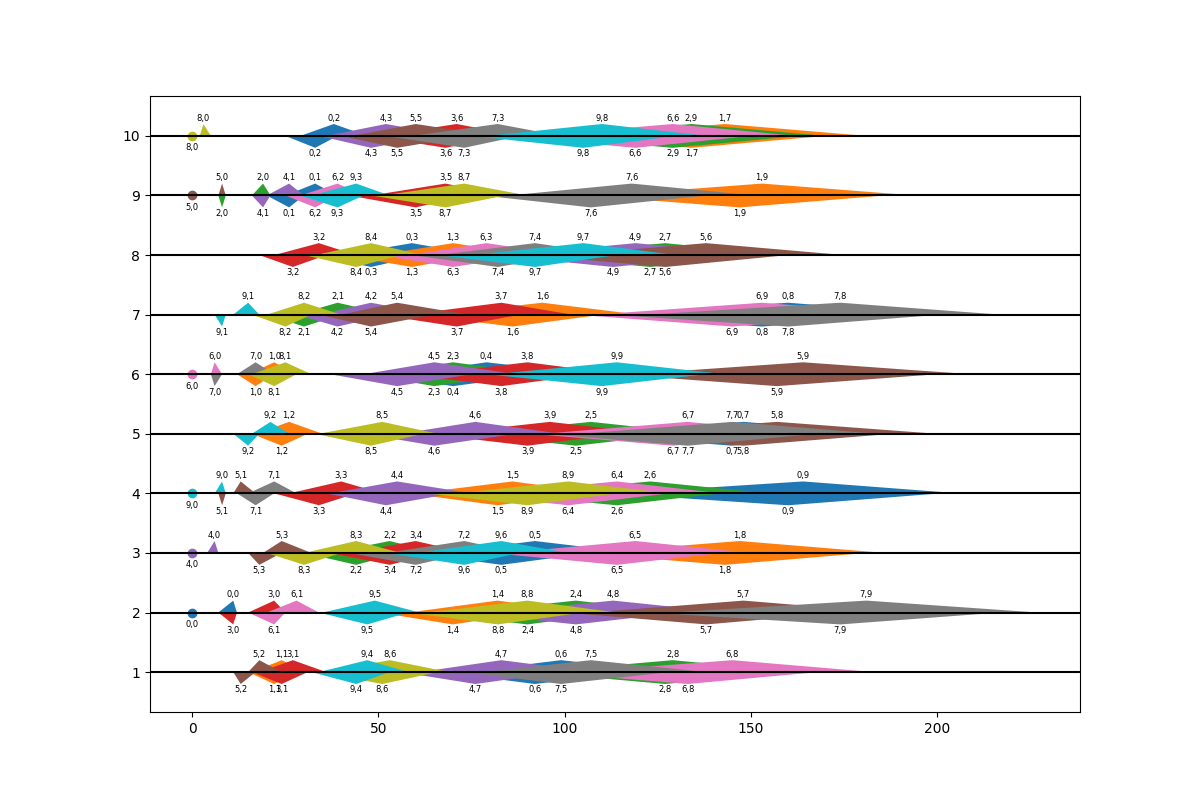 8,0 0,2 4,3 5,5 3,6 7,3 9,8 6,6 2,9 1,7
10
8,0 0,2 4,3 5,5 3,6 7,3 9,8 6,6 2,9 1,7
5,0 2,0 4,1 0,1 6,2 9,3 3,5 8,7 7,6 1,9
9
5,0 2,0 4,1 0,1 6,2 9,3 3,5 8,7 7,6 1,9
3,2 8,4 0,3 1,3 6,3 7,4 9,7 4,9 2,7 5,6
8
3,2 8,4 0,3 1,3 6,3 7,4 9,7 4,9 2,7 5,6
9,1 8,2 2,1 4,2 5,4 3,7 1,6 6,9 0,8 7,8
7
9,1 8,2 2,1 4,2 5,4 3,7 1,6 6,9 0,8 7,8
6,0 7,0 1,0 8,1 4,5 2,3 0,4 3,8 9,9 5,9
6
6,0 7,0 1,0 8,1 4,5 2,3 0,4 3,8 9,9 5,9
9,2 1,2 8,5 4,6 3,9 2,5 6,7 7,7 0,7 5,8
5
9,2 1,2 8,5 4,6 3,9 2,5 6,7 7,7 0,7 5,8
9,0 5,1 7,1 3,3 4,4 1,5 8,9 6,4 2,6 0,9
4
9,0 5,1 7,1 3,3 4,4 1,5 8,9 6,4 2,6 0,9
4,0 5,3 8,3 2,2 3,4 7,2 9,6 0,5 6,5 1,8
3
4,0 5,3 8,3 2,2 3,4 7,2 9,6 0,5 6,5 1,8
0,0 3,0 6,1 9,5 1,4 8,8 2,4 4,8 5,7 7,9
2
0,0 3,0 6,1 9,5 1,4 8,8 2,4 4,8 5,7 7,9
5,2 1,1 3,1 9,4 8,6 4,7 0,6 7,5 2,8 6,8
1
5,2 1,1 3,1 9,4 8,6 4,7 0,6 7,5 2,8 6,8
0 50 100 150 200